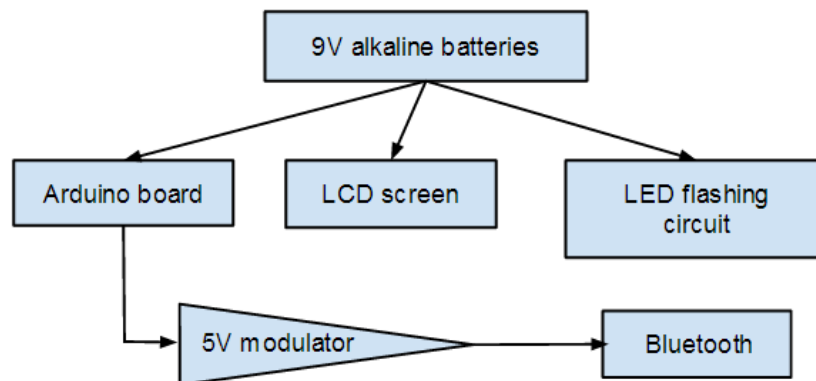 9V alkaline batteries
Arduino board
LCD screen
LED flashing
circuit
5V modulator
Bluetooth